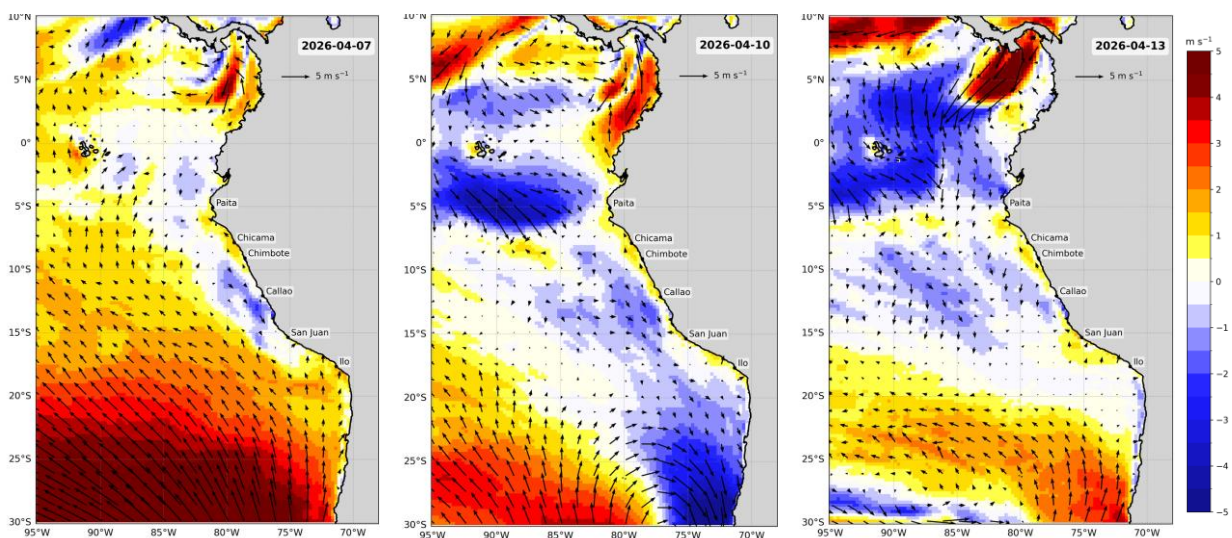 2026-04-07
5 m s⁻¹
Paita
Chicama
Chimbote
Callao
San Juan
Ilo
10°N
5°N
0°
5°S
10°S
15°S
20°S
25°S
30°S
95°W
90°W
85°W
80°W
75°W
70°W
2026-04-10
5 m s⁻¹
Paita
Chicama
Chimbote
Callao
San Juan
Ilo
10°N
5°N
0°
5°S
10°S
15°S
20°S
25°S
30°S
95°W
90°W
85°W
80°W
75°W
70°W
2026-04-13
5 m s⁻¹
Paita
Chicama
Chimbote
Callao
San Juan
Ilo
10°N
5°N
0°
5°S
10°S
15°S
20°S
25°S
30°S
95°W
90°W
85°W
80°W
75°W
70°W
m s⁻¹
5
4
3
2
1
0
−1
−2
−3
−4
−5